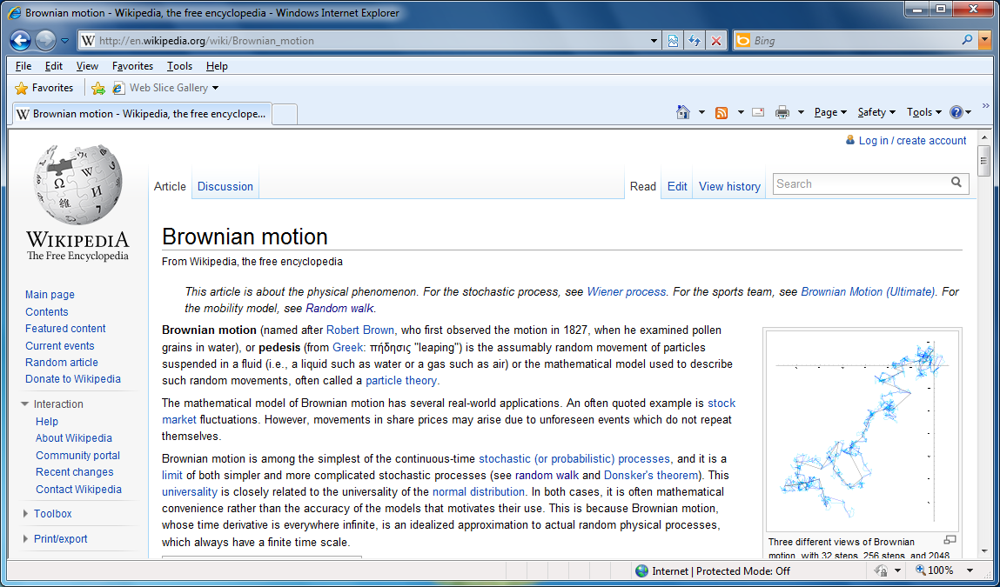 Brownian motion - Wikipedia, the free encyclopedia - Windows Internet Explorer
http://en.wikipedia.org/wiki/Brownian_motion
Bing
File Edit View Favorites Tools Help
Favorites Web Slice Gallery
W Brownian motion - Wikipedia, the free encyclope...
Page Safety Tools
Log in / create account
Article Discussion Read Edit View history Search
WIKIPEDIA
The Free Encyclopedia
Main page
Contents
Featured content
Current events
Random article
Donate to Wikipedia
Interaction
Help
About Wikipedia
Community portal
Recent changes
Contact Wikipedia
Toolbox
Print/export
Brownian motion
From Wikipedia, the free encyclopedia
This article is about the physical phenomenon. For the stochastic process, see Wiener process. For the sports team, see Brownian Motion (Ultimate). For
the mobility model, see Random walk.
Brownian motion (named after Robert Brown, who first observed the motion in 1827, when he examined pollen
grains in water), or pedesis (from Greek: πήδησις "leaping") is the assumably random movement of particles
suspended in a fluid (i.e., a liquid such as water or a gas such as air) or the mathematical model used to describe
such random movements, often called a particle theory.
The mathematical model of Brownian motion has several real-world applications. An often quoted example is stock
market fluctuations. However, movements in share prices may arise due to unforeseen events which do not repeat
themselves.
Brownian motion is among the simplest of the continuous-time stochastic (or probabilistic) processes, and it is a
limit of both simpler and more complicated stochastic processes (see random walk and Donsker's theorem). This
universality is closely related to the universality of the normal distribution. In both cases, it is often mathematical
convenience rather than the accuracy of the models that motivates their use. This is because Brownian motion,
whose time derivative is everywhere infinite, is an idealized approximation to actual random physical processes,
which always have a finite time scale.
Three different views of Brownian
motion, with 32 steps, 256 steps, and 2048
Internet | Protected Mode: Off
100%